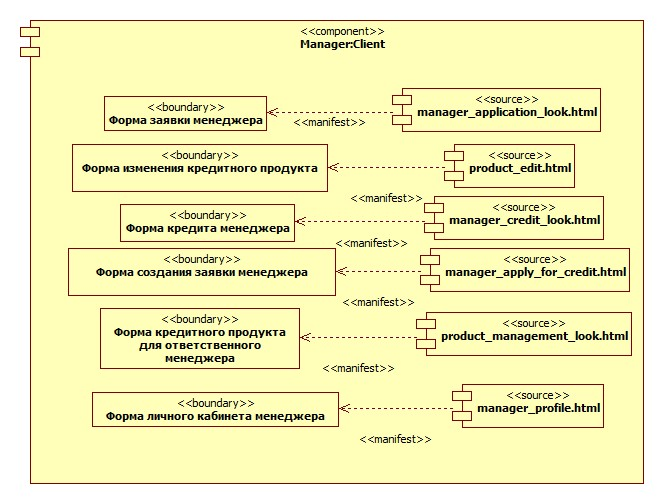 <<component>>
Manager:Client
<<boundary>>
Форма заявки менеджера
<<manifest>>
<<source>>
manager_application_look.html
<<boundary>>
Форма изменения кредитного продукта
<<manifest>>
<<source>>
product_edit.html
<<boundary>>
Форма кредита менеджера
<<manifest>>
<<source>>
manager_credit_look.html
<<boundary>>
Форма создания заявки менеджера
<<manifest>>
<<source>>
manager_apply_for_credit.html
<<boundary>>
Форма кредитного продукта
для ответственного
менеджера
<<manifest>>
<<source>>
product_management_look.html
<<boundary>>
Форма личного кабинета менеджера
<<manifest>>
<<source>>
manager_profile.html